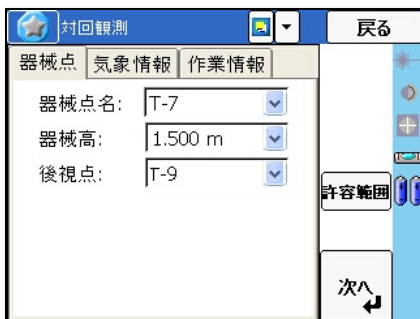 対回観測
戻る
器械点 気象情報 作業情報
器械点名: T-7
器械高: 1.500 m
後視点: T-9
許容範囲
次へ